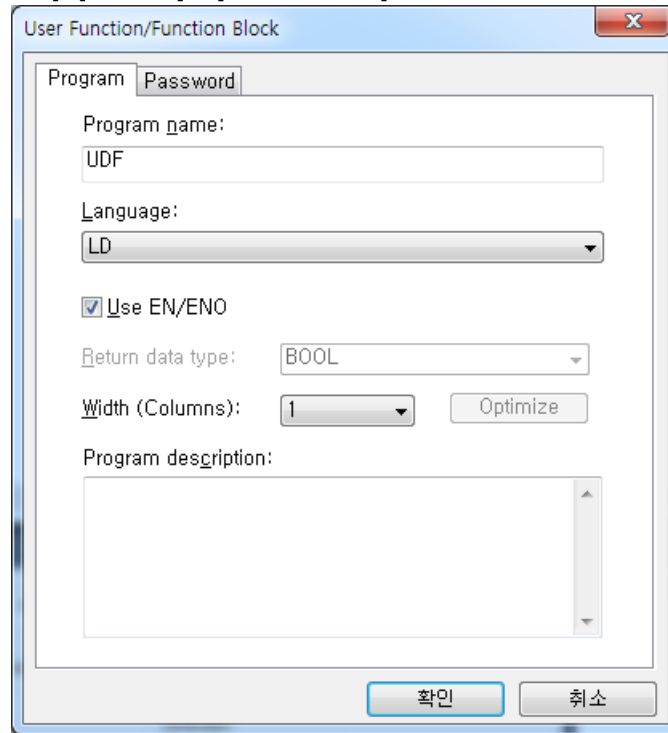 User Function/Function Block
Program Password
Program name:
UDF
Language:
LD
Use EN/ENO
Return data type: BOOL
Width (Columns): 1 Optimize
Program description:
확인 취소